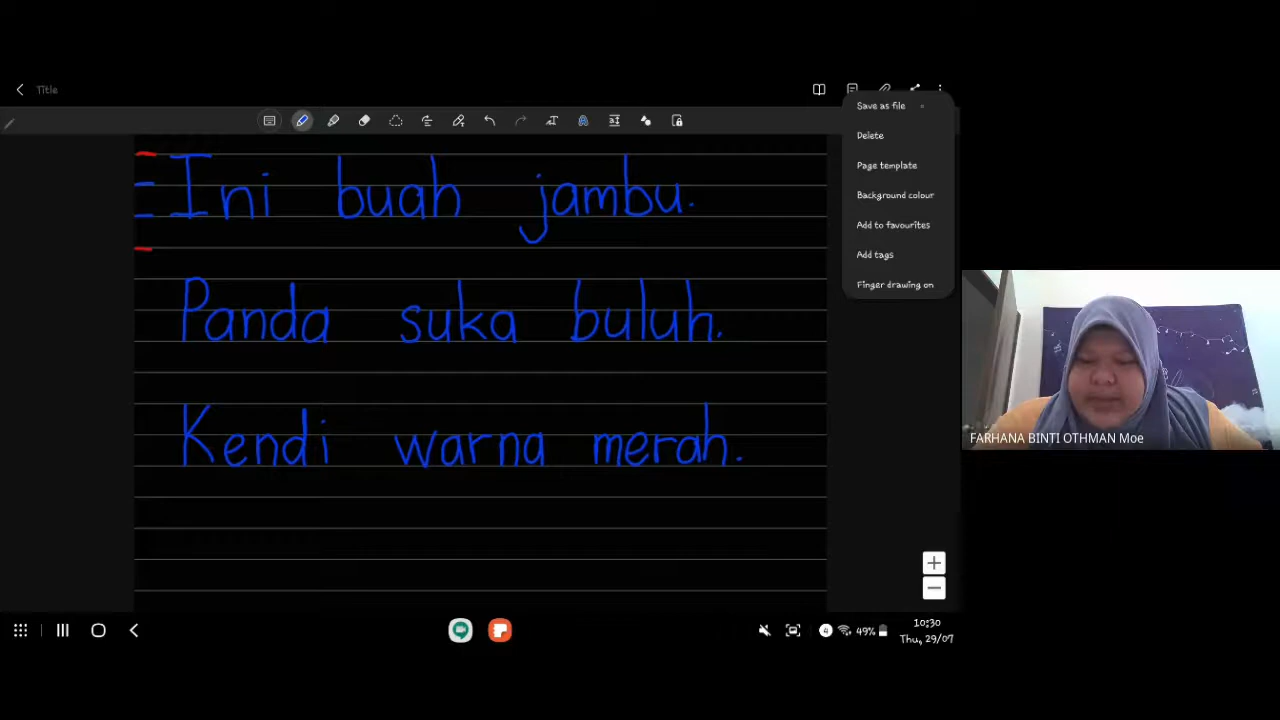 Title
Save as file
Delete
Page template
Background colour
Add to favourites
Add tags
Finger drawing on
Ini buah jambu.
Panda suka buluh.
Kendi warna merah.
FARHANA BINTI OTHMAN Moe
4
49%
10:30
Thu, 29/07